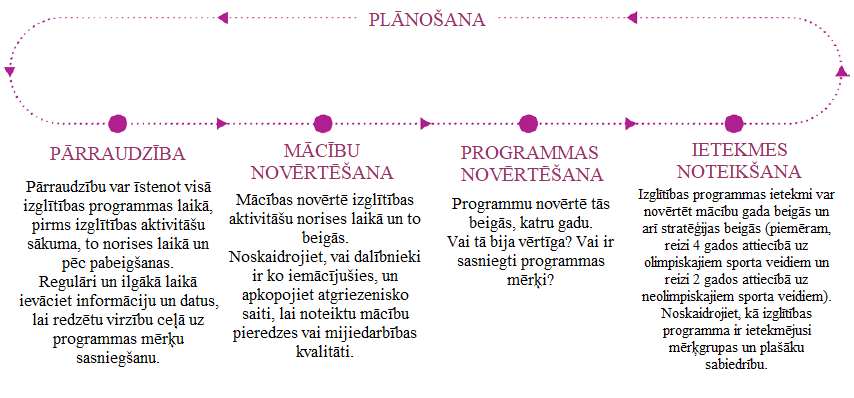 PLĀNOŠANA
PĀRRAUDZĪBA
Pārraudzību var īstenot visā
izglītības programmas laikā,
pirms izglītības aktivitāšu
sākuma, to norises laikā un
pēc pabeigšanas.
Regulāri un ilgākā laikā
ievāciet informāciju un datus,
lai redzētu virzību ceļā uz
programmas mērķu
sasniegšanu.
MĀCĪBU
NOVĒRTĒŠANA
Mācības novērtē izglītības
aktivitāšu norises laikā un to
beigās.
Noskaidrojiet, vai dalībnieki
ir ko iemācījušies, un
apkopojiet atgriezenisko
saiti, lai noteiktu mācību
pieredzes vai mijiedarbības
kvalitāti.
PROGRAMMAS
NOVĒRTĒŠANA
Programmu novērtē tās
beigās, katru gadu.
Vai tā bija vērtīga? Vai ir
sasniegti programmas
mērķi?
IETEKMES
NOTEIKŠANA
Izglītības programmas ietekmi var
novērtēt mācību gada beigās un
arī stratēģijas beigās (piemēram,
reizi 4 gados attiecībā uz
olimpiskajiem sporta veidiem un
reizi 2 gados attiecībā uz
neolimpiskajiem sporta veidiem).
Noskaidrojiet, kā izglītības
programma ir ietekmējusi
mērķgrupas un plašāku
sabiedrību.